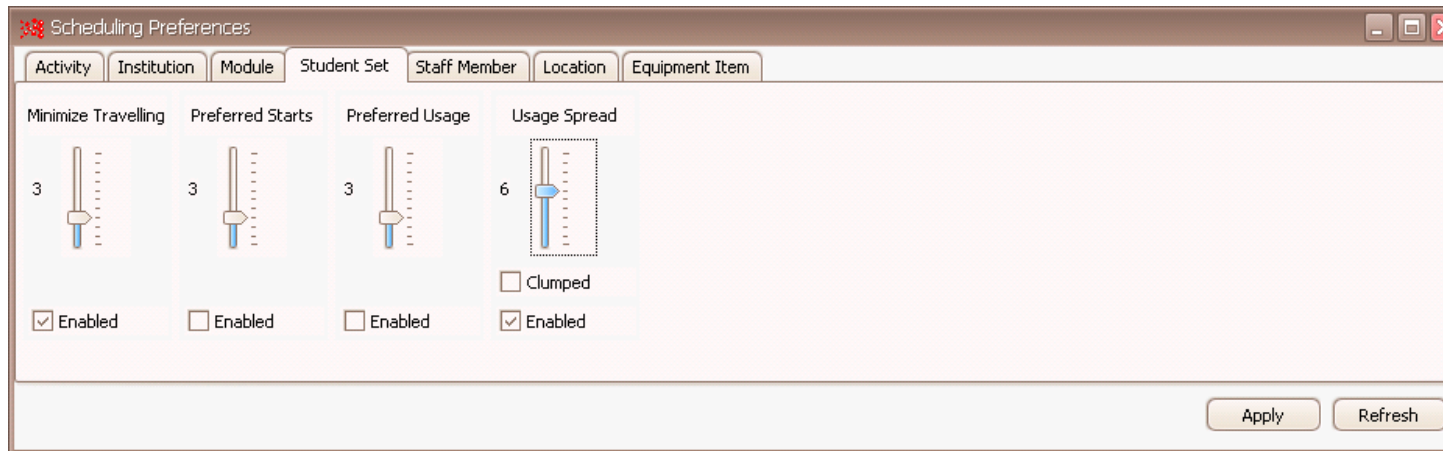 Scheduling Preferences
Activity Institution Module Student Set Staff Member Location Equipment Item
Minimize Travelling Preferred Starts Preferred Usage Usage Spread
3 3 3 6
Clumped
Enabled Enabled Enabled Enabled
Apply Refresh